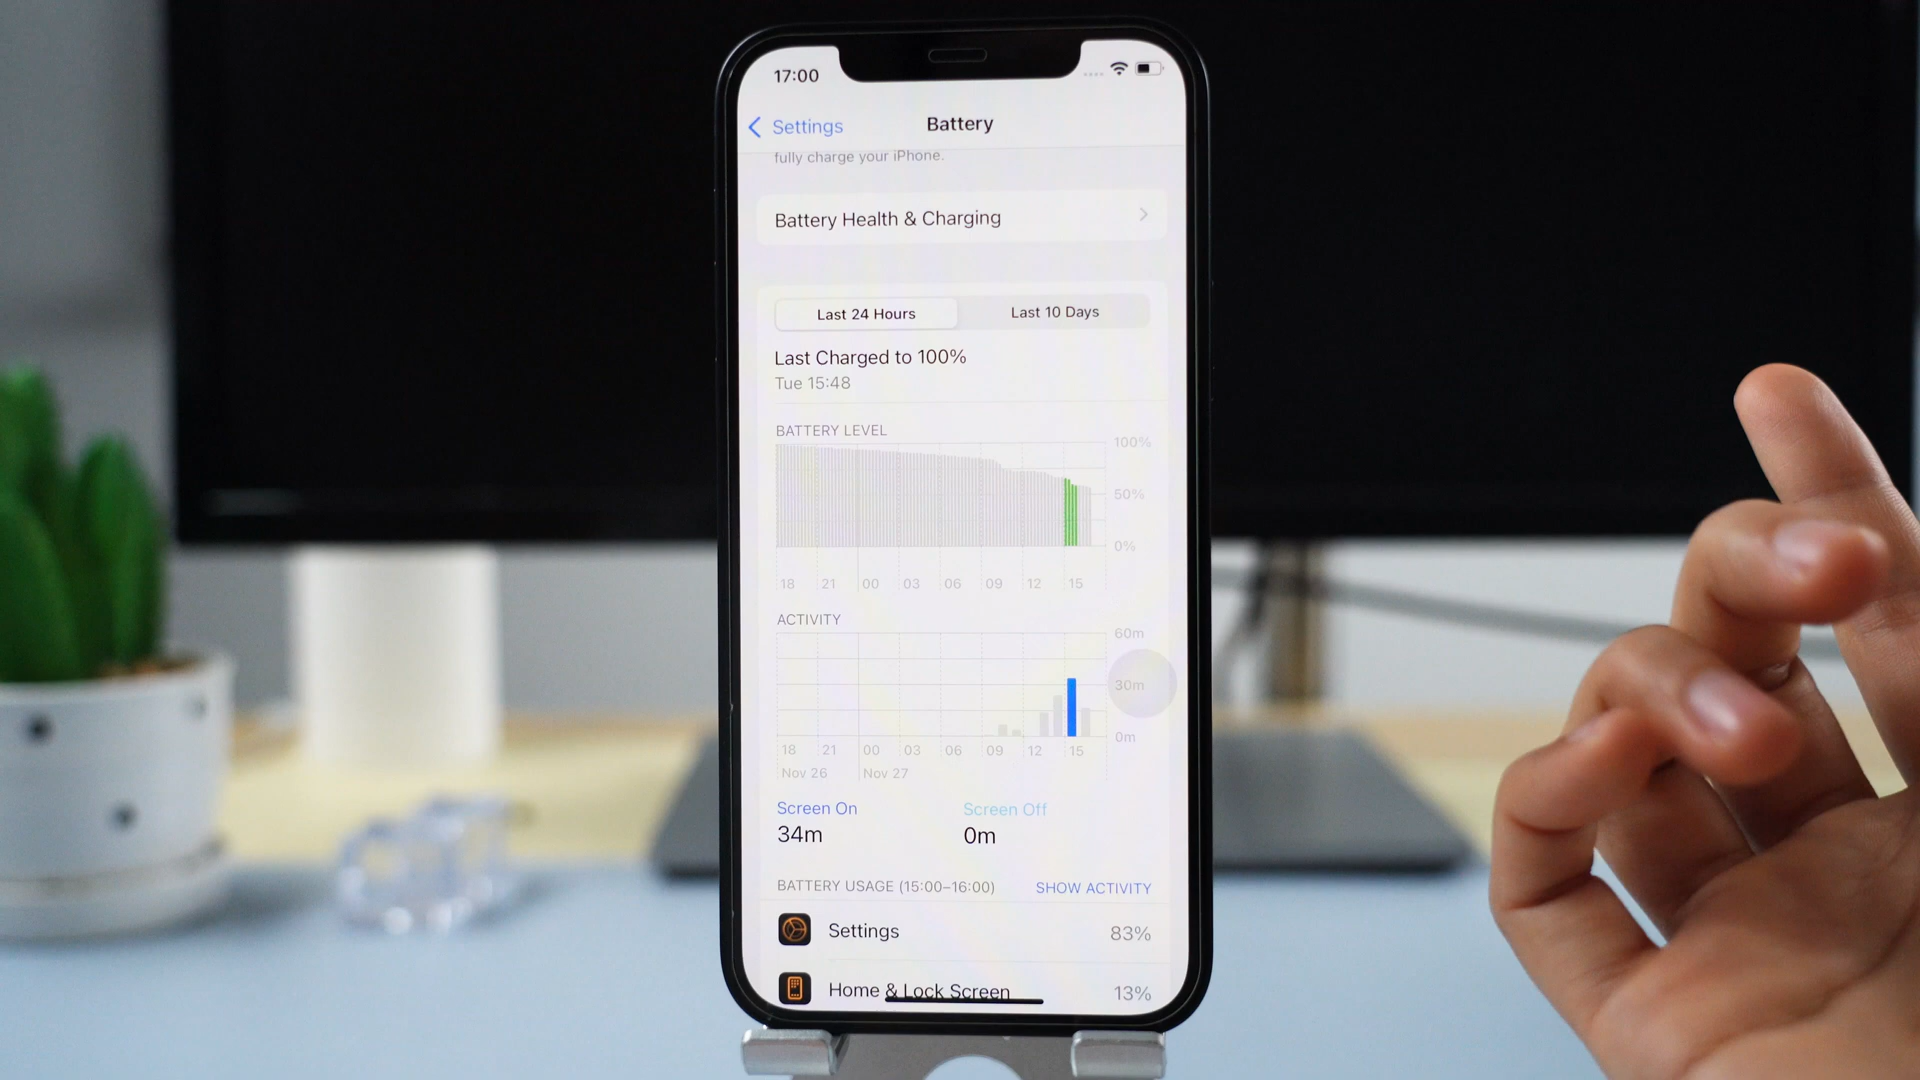 17:00
Settings
Battery
fully charge your iPhone.
Battery Health & Charging
Last 24 Hours
Last 10 Days
Last Charged to 100%
Tue 15:48
BATTERY LEVEL
100%
50%
0%
18 21 00 03 06 09 12 15
ACTIVITY
60m
30m
0m
18 21 00 03 06 09 12 15
Nov 26 Nov 27
Screen On
Screen Off
34m
0m
BATTERY USAGE (15:00–16:00)
SHOW ACTIVITY
Settings
83%
Home & Lock Screen
13%